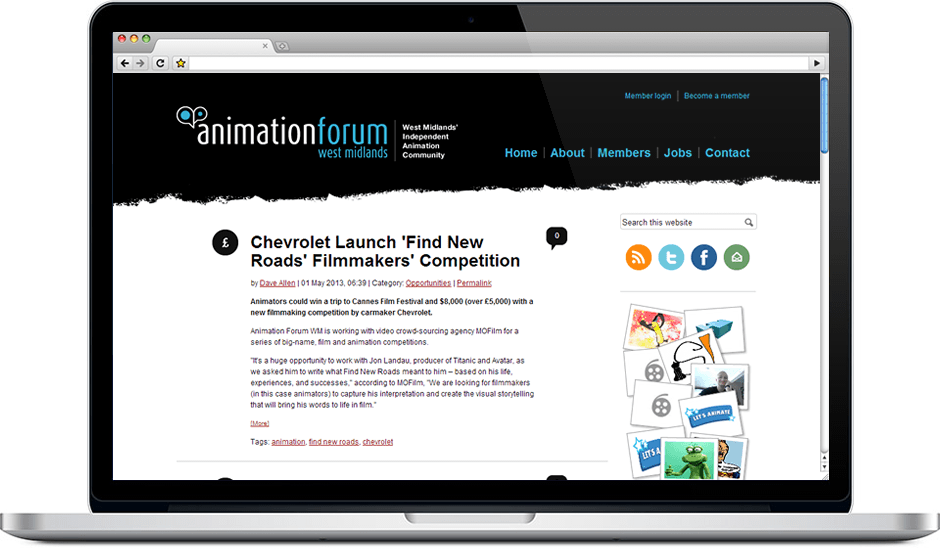 Member login | Become a member
animationforum
west midlands
West Midlands'
Independent
Animation
Community
Home | About | Members | Jobs | Contact
Search this website
£
Chevrolet Launch 'Find New
Roads' Filmmakers' Competition
0
by Dave Allen | 01 May 2013, 06:39 | Category: Opportunities | Permalink
Animators could win a trip to Cannes Film Festival and $8,000 (over £5,000) with a
new filmmaking competition by carmaker Chevrolet.
Animation Forum WM is working with video crowd-sourcing agency MOFilm for a
series of big-name, film and animation competitions.
"It's a huge opportunity to work with Jon Landau, producer of Titanic and Avatar, as
we asked him to write what Find New Roads meant to him – based on his life,
experiences, and successes," according to MOFilm, "We are looking for filmmakers
(in this case animators) to capture his interpretation and create the visual storytelling
that will bring his words to life in film."
[More]
Tags: animation, find new roads, chevrolet
LET'S ANIMATE
LET'S A